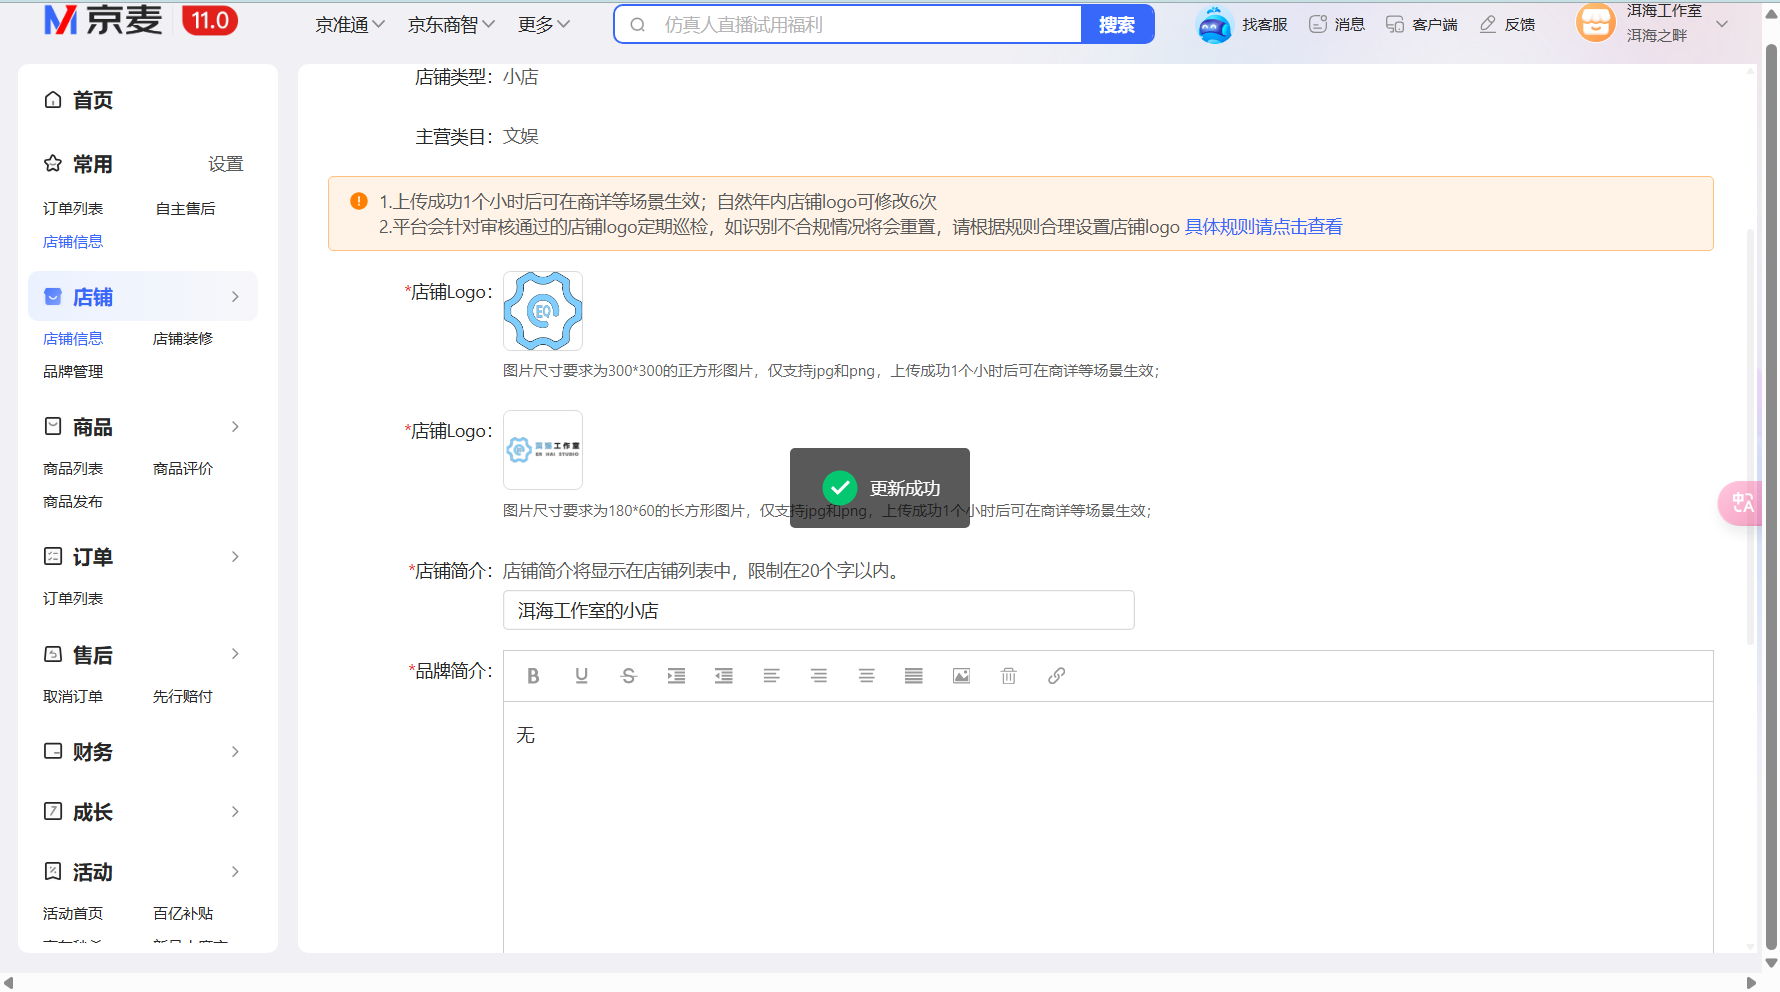 京麦 11.0
京准通 京东商智 更多
仿真人直播试用福利 搜索
找客服 消息 客户端 反馈
洱海工作室
洱海之畔
首页
常用 设置
订单列表 自主售后
店铺信息
店铺
店铺信息 店铺装修
品牌管理
商品
商品列表 商品评价
商品发布
订单
订单列表
售后
取消订单 先行赔付
财务
成长
活动
活动首页 百亿补贴
店铺类型：小店
主营类目：文娱
1.上传成功1个小时后可在商详等场景生效；自然年内店铺logo可修改6次
2.平台会针对审核通过的店铺logo定期巡检，如识别不合规情况将会重置，请根据规则合理设置店铺logo 具体规则请点击查看
*店铺Logo：
EQ
图片尺寸要求为300*300的正方形图片，仅支持jpg和png，上传成功1个小时后可在商详等场景生效；
*店铺Logo：
洱海工作室
ER HAI STUDIO
更新成功
图片尺寸要求为180*60的长方形图片，仅支持jpg和png，上传成功1个小时后可在商详等场景生效；
*店铺简介：店铺简介将显示在店铺列表中，限制在20个字以内。
洱海工作室的小店
*品牌简介：
B U S
无
中A